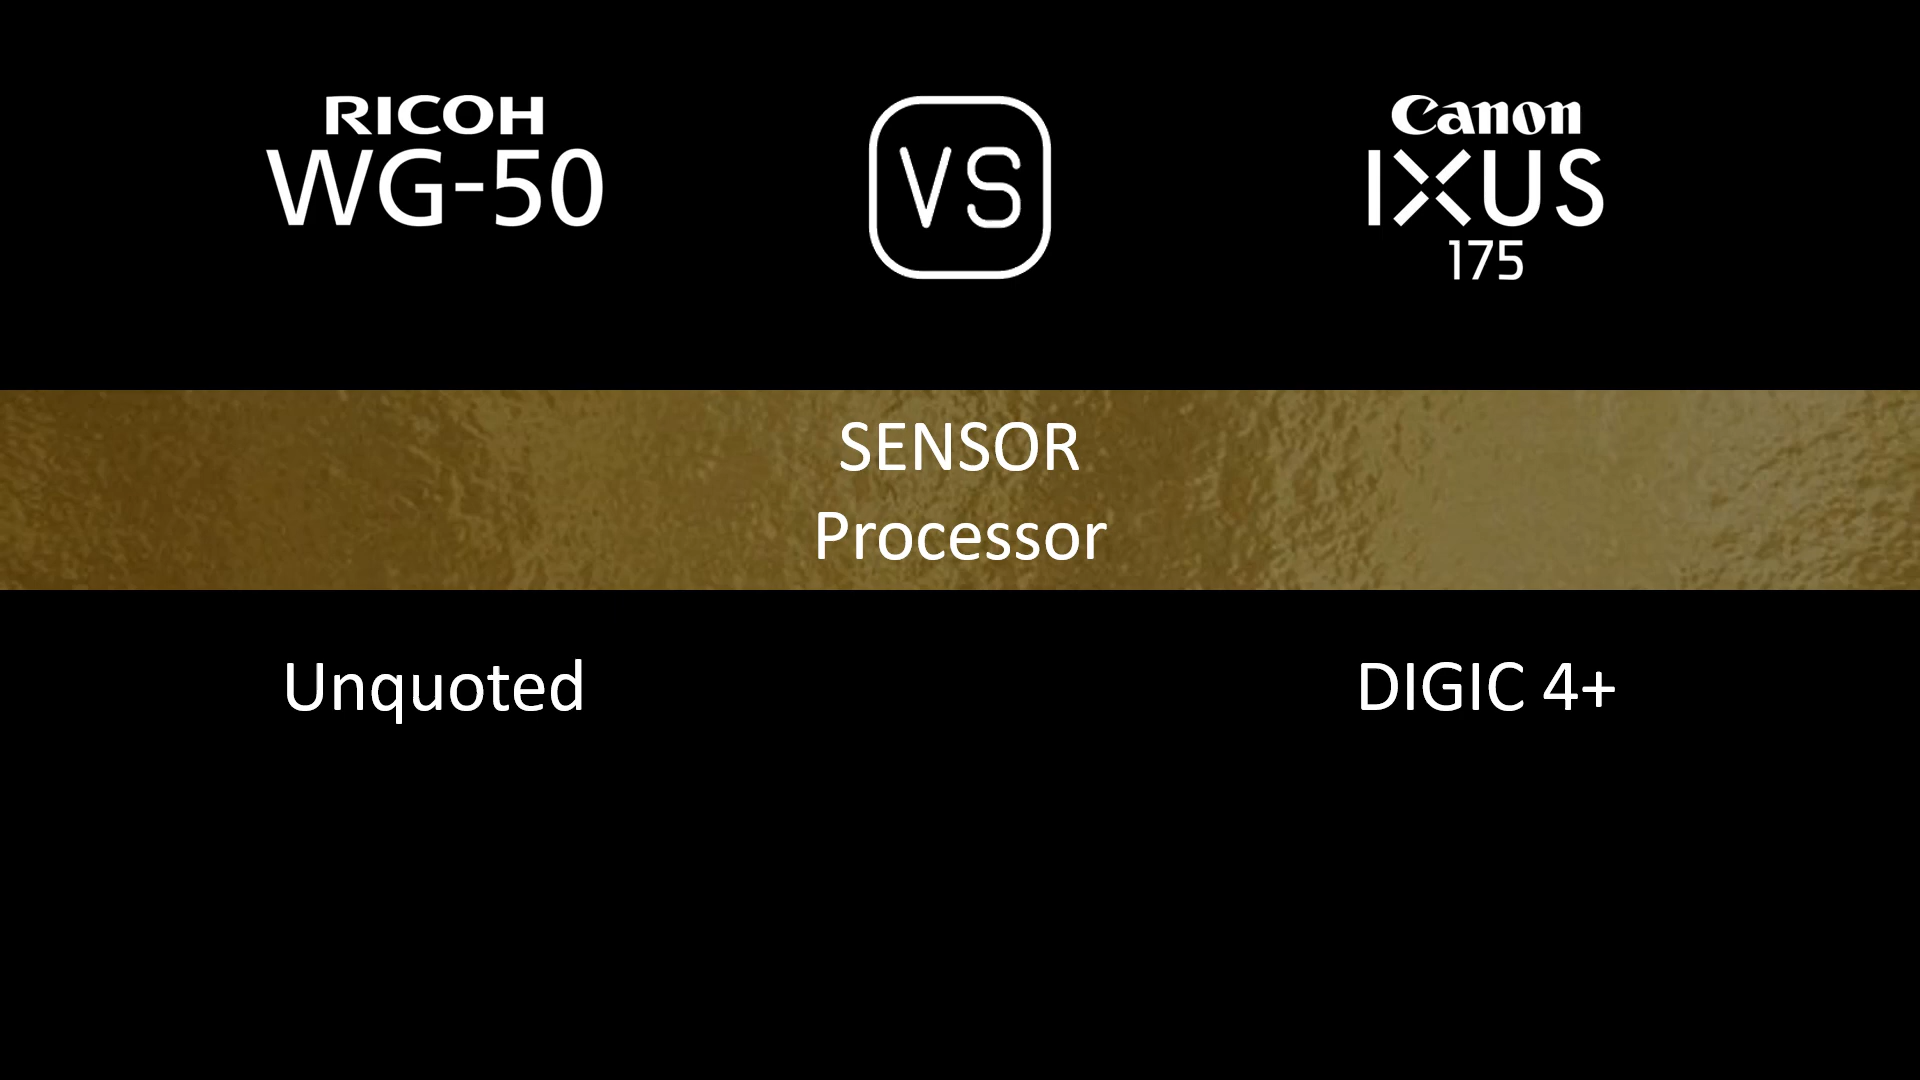 RICOH
WG-50
VS
Canon
IXUS
175
SENSOR
Processor
Unquoted
DIGIC 4+